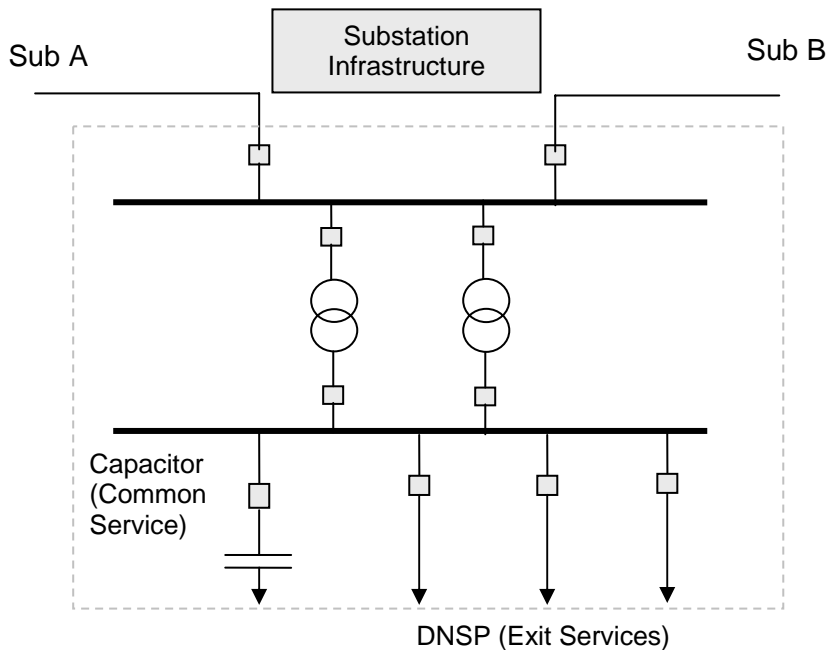 Substation
Infrastructure
Sub A
Sub B
Capacitor
(Common
Service)
DNSP (Exit Services)